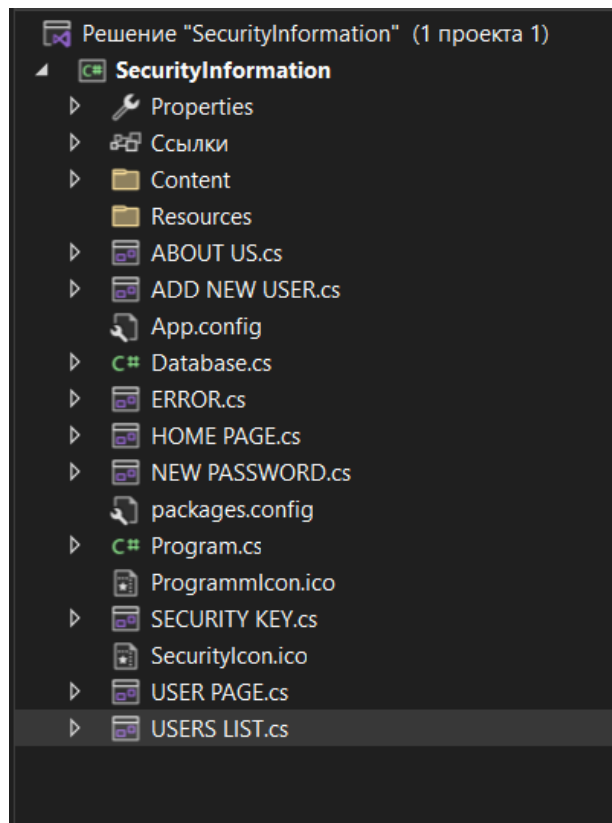 Решение "SecurityInformation" (1 проекта 1)
C# SecurityInformation
Properties
Ссылки
Content
Resources
ABOUT US.cs
ADD NEW USER.cs
App.config
C# Database.cs
ERROR.cs
HOME PAGE.cs
NEW PASSWORD.cs
packages.config
C# Program.cs
ProgrammIcon.ico
SECURITY KEY.cs
SecurityIcon.ico
USER PAGE.cs
USERS LIST.cs